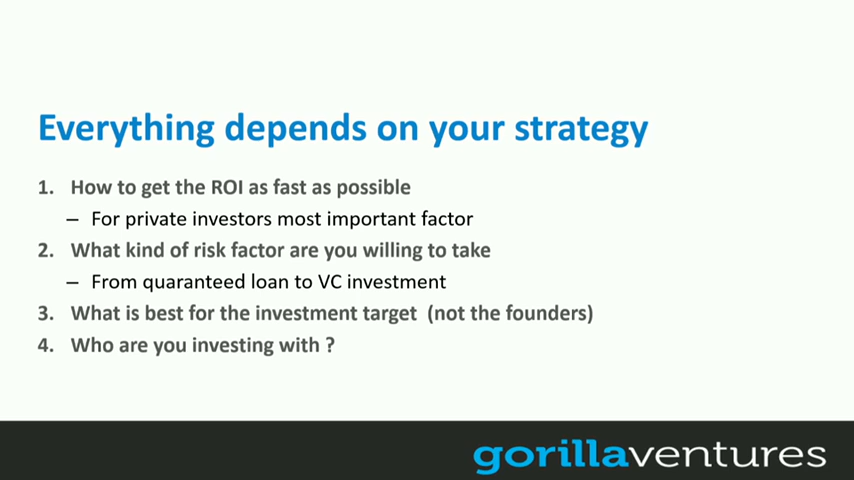 Everything depends on your strategy
1. How to get the ROI as fast as possible
– For private investors most important factor
2. What kind of risk factor are you willing to take
– From quaranteed loan to VC investment
3. What is best for the investment target (not the founders)
4. Who are you investing with ?
gorillaventures